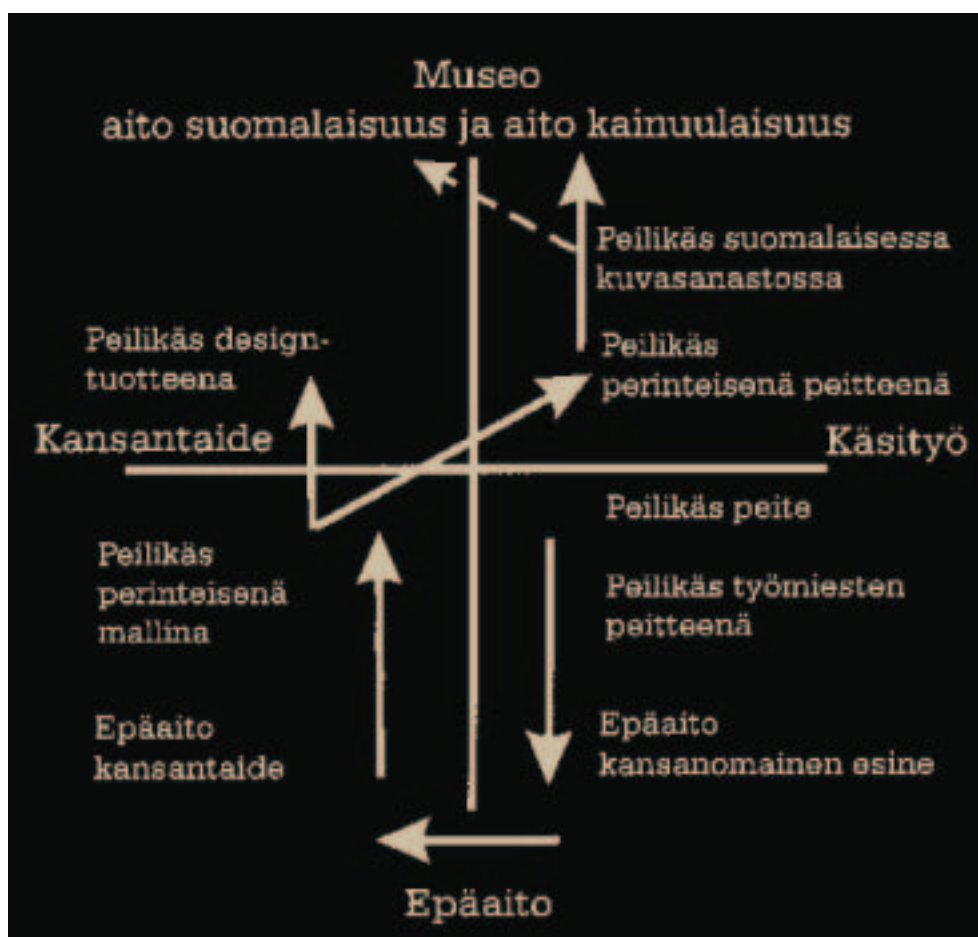 Museo
aito suomalaisuus ja aito kainuulaisuus
Peilikäs suomalaisessa
kuvasanastossa
Peilikäs design-
tuotteena
Peilikäs
perinteisenä peitteenä
Kansantaide
Käsityö
Peilikäs peite
Peilikäs
perinteisenä
mallina
Peilikäs työmiesten
peitteenä
Epäaito
kansantaide
Epäaito
kansanomainen esine
Epäaito